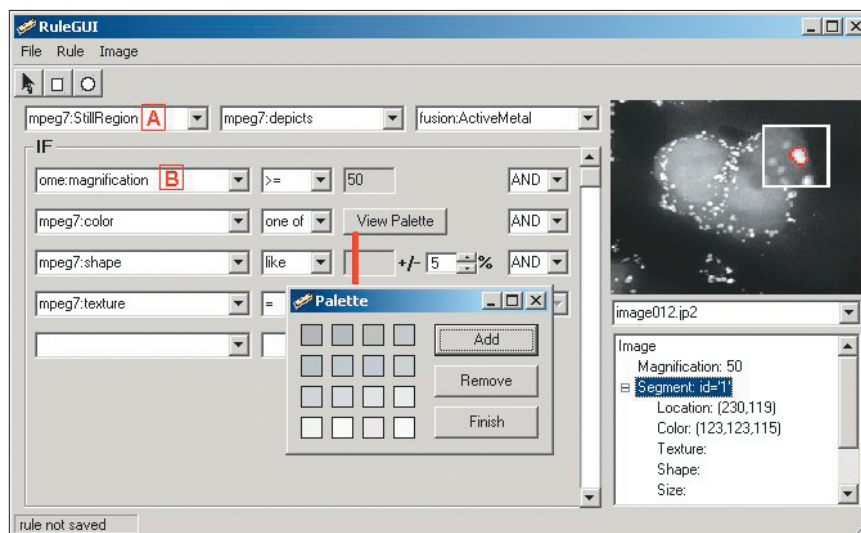 RuleGUI
File Rule Image
mpeg7:StillRegion A mpeg7:depicts fusion:ActiveMetal
IF
ome:magnification B >= 50 AND
mpeg7:color one of View Palette AND
mpeg7:shape like +/- 5 % AND
mpeg7:texture =
Palette
Add
Remove
Finish
image012.jp2
Image
Magnification: 50
Segment: id='1'
Location: (230,119)
Color: (123,123,115)
Texture:
Shape:
Size:
rule not saved